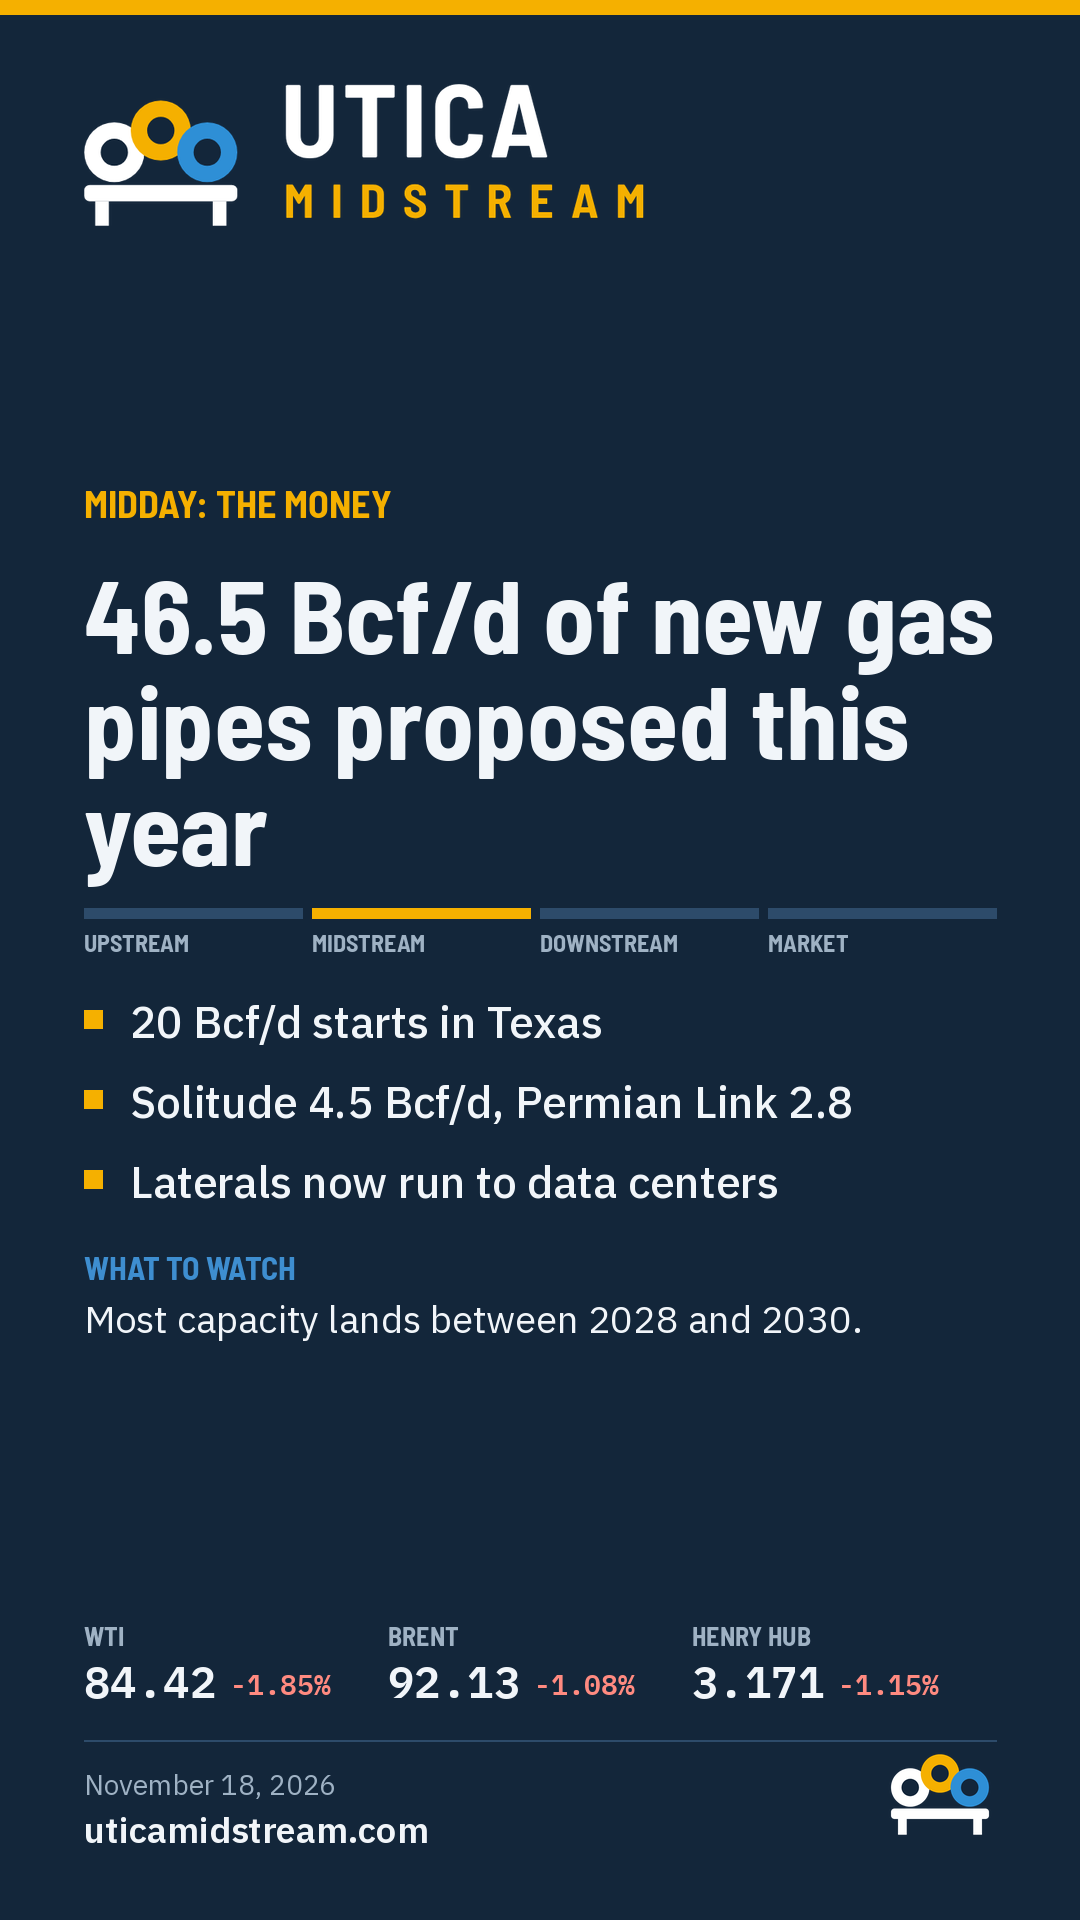 UTICA
MIDSTREAM
MIDDAY: THE MONEY
46.5 Bcf/d of new gas
pipes proposed this
year
UPSTREAM MIDSTREAM DOWNSTREAM MARKET
20 Bcf/d starts in Texas
Solitude 4.5 Bcf/d, Permian Link 2.8
Laterals now run to data centers
WHAT TO WATCH
Most capacity lands between 2028 and 2030.
WTI BRENT HENRY HUB
84.42 -1.85% 92.13 -1.08% 3.171 -1.15%
November 18, 2026
uticamidstream.com